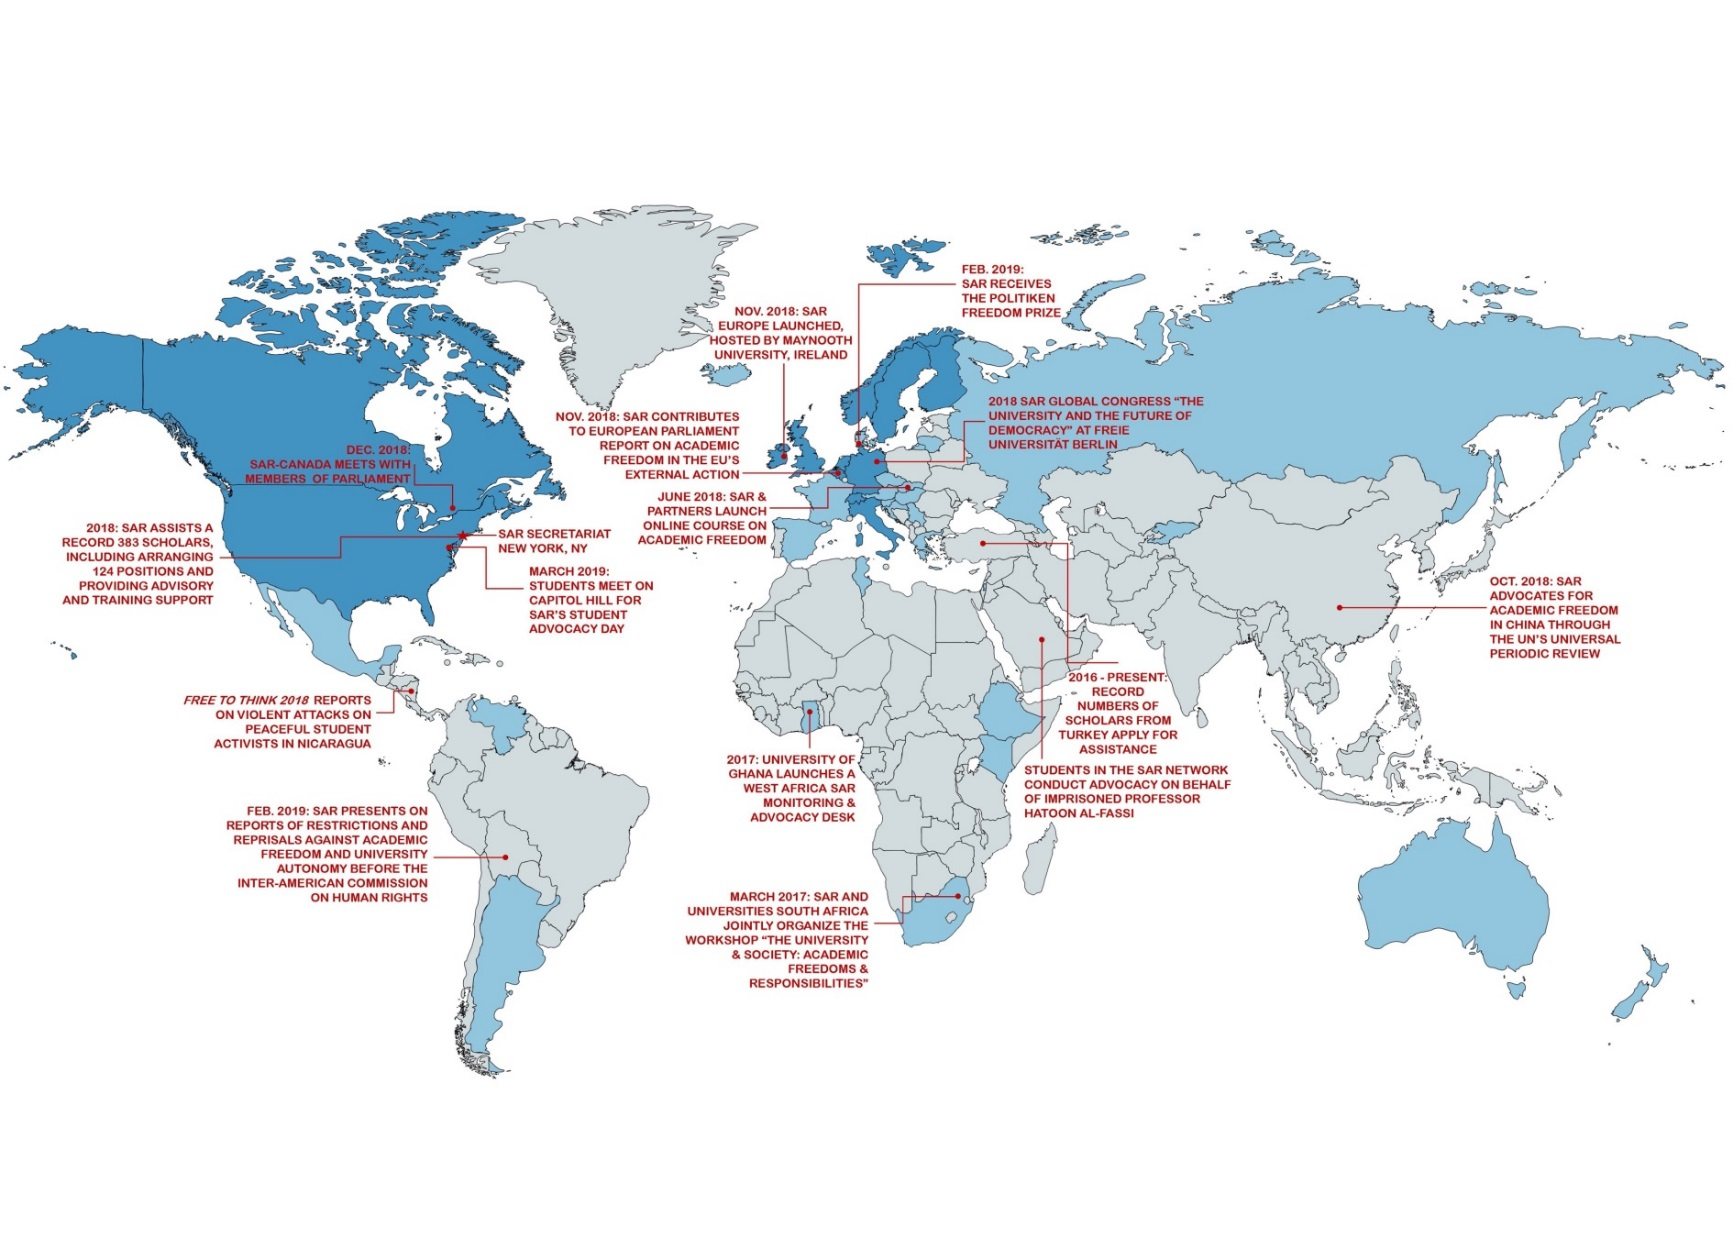 FEB. 2019:
SAR RECEIVES
THE POLITIKEN
FREEDOM PRIZE
NOV. 2018: SAR
EUROPE LAUNCHED,
HOSTED BY MAYNOOTH
UNIVERSITY, IRELAND
2018 SAR GLOBAL CONGRESS “THE
UNIVERSITY AND THE FUTURE OF
DEMOCRACY” AT FREIE
UNIVERSITÄT BERLIN
NOV. 2018: SAR CONTRIBUTES
TO EUROPEAN PARLIAMENT
REPORT ON ACADEMIC
FREEDOM IN THE EU’S
EXTERNAL ACTION
DEC. 2018:
SAR-CANADA MEETS WITH
MEMBERS OF PARLIAMENT
JUNE 2018: SAR &
PARTNERS LAUNCH
ONLINE COURSE ON
ACADEMIC FREEDOM
2018: SAR ASSISTS A
RECORD 383 SCHOLARS,
INCLUDING ARRANGING
124 POSITIONS AND
PROVIDING ADVISORY
AND TRAINING SUPPORT
SAR SECRETARIAT
NEW YORK, NY
MARCH 2019:
STUDENTS MEET ON
CAPITOL HILL FOR
SAR’S STUDENT
ADVOCACY DAY
OCT. 2018: SAR
ADVOCATES FOR
ACADEMIC FREEDOM
IN CHINA THROUGH
THE UN’S UNIVERSAL
PERIODIC REVIEW
2016 - PRESENT:
RECORD
NUMBERS OF
SCHOLARS FROM
TURKEY APPLY FOR
ASSISTANCE
FREE TO THINK 2018 REPORTS
ON VIOLENT ATTACKS ON
PEACEFUL STUDENT
ACTIVISTS IN NICARAGUA
2017: UNIVERSITY OF
GHANA LAUNCHES A
WEST AFRICA SAR
MONITORING &
ADVOCACY DESK
STUDENTS IN THE SAR NETWORK
CONDUCT ADVOCACY ON BEHALF
OF IMPRISONED PROFESSOR
HATOON AL-FASSI
FEB. 2019: SAR PRESENTS ON
REPORTS OF RESTRICTIONS AND
REPRISALS AGAINST ACADEMIC
FREEDOM AND UNIVERSITY
AUTONOMY BEFORE THE
INTER-AMERICAN COMMISSION
ON HUMAN RIGHTS
MARCH 2017: SAR AND
UNIVERSITIES SOUTH AFRICA
JOINTLY ORGANIZE THE
WORKSHOP “THE UNIVERSITY
& SOCIETY: ACADEMIC
FREEDOMS &
RESPONSIBILITIES”